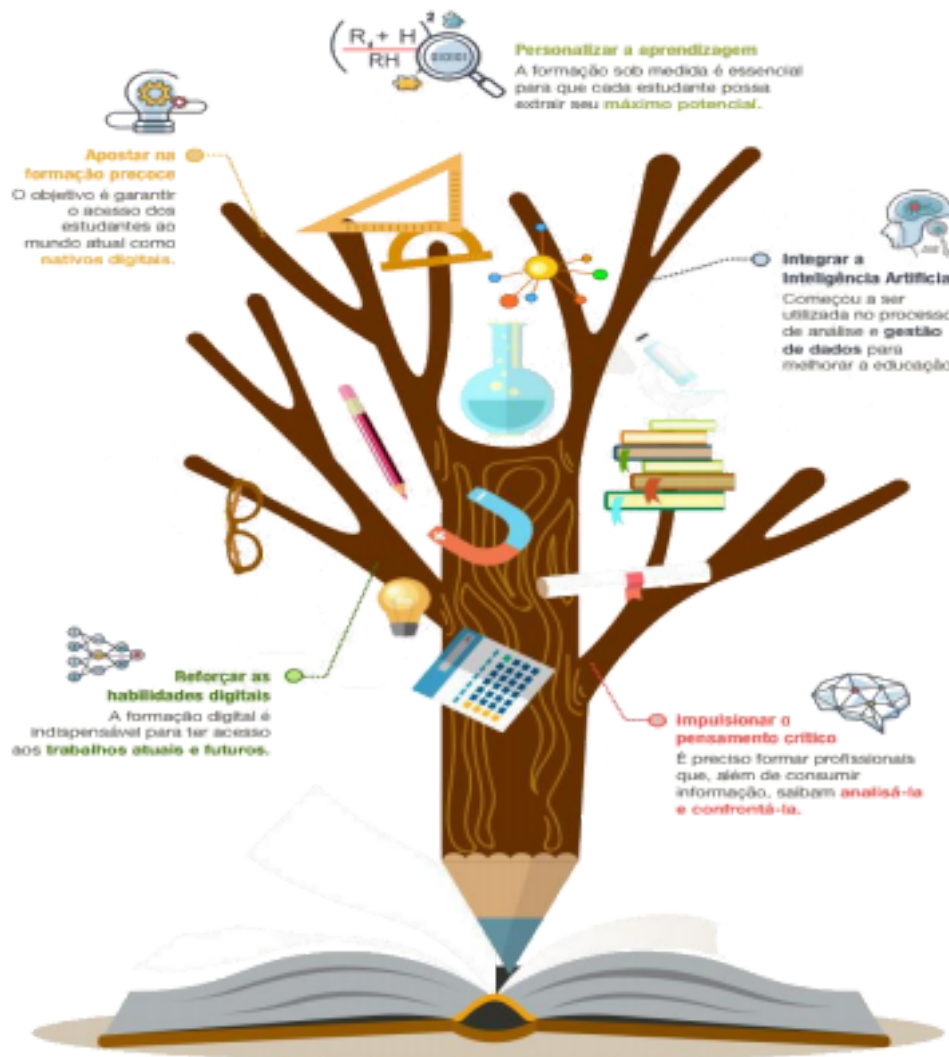 (R₄ + H / RH)²
010101
Personalizar a aprendizagem
A formação sob medida é essencial
para que cada estudante possa
extrair seu máximo potencial.
Apostar na
formação precoce
O objetivo é garantir
o acesso dos
estudantes ao
mundo atual como
nativos digitais.
Integrar a
Inteligência Artificia
Começou a ser
utilizada no processo
de análise e gestão
de dados para
melhorar a educação
Reforçar as
habilidades digitais
A formação digital é
indispensável para ter acesso
aos trabalhos atuais e futuros.
Impulsionar o
pensamento crítico
É preciso formar profissionais
que, além de consumir
informação, saibam analisá-la
e confrontá-la.